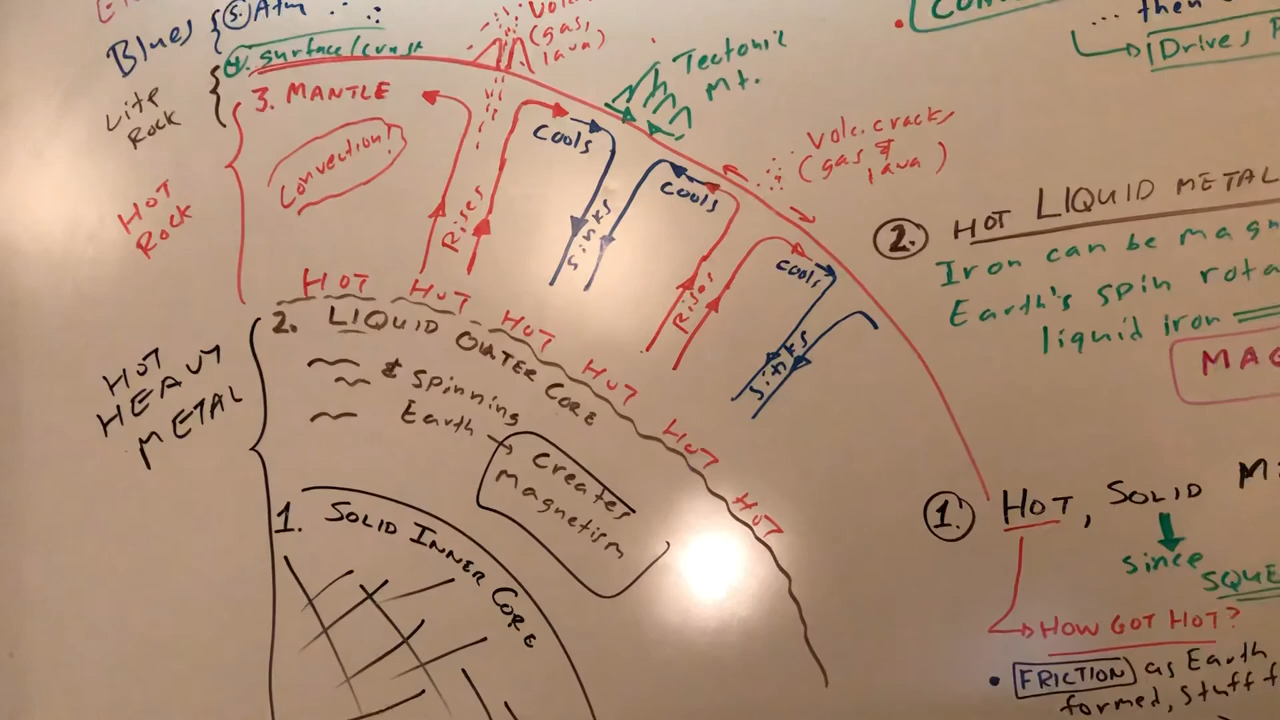 Blues
5. Atm
4. surface/crust
Lite
Rock
3. MANTLE
Convection!
HOT
ROCK
Volc
(gas,
lava)
Tectonic
Mt.
Volc. cracks
(gas &
lava)
Cools
Cools
Cools
Rises
Sinks
Rises
Sinks
HOT HOT HOT HOT HOT HOT
2. LIQUID OUTER CORE
& Spinning
Earth
Creates
magnetism
HOT
HEAVY
METAL
1. SOLID INNER CORE
... then
Drives
2. HOT LIQUID METAL
Iron can be magn
Earth's spin rota
liquid iron
MAG
1. HOT, SOLID M
since
SQUE
HOW GOT HOT?
• FRICTION as Earth
formed, stuff f